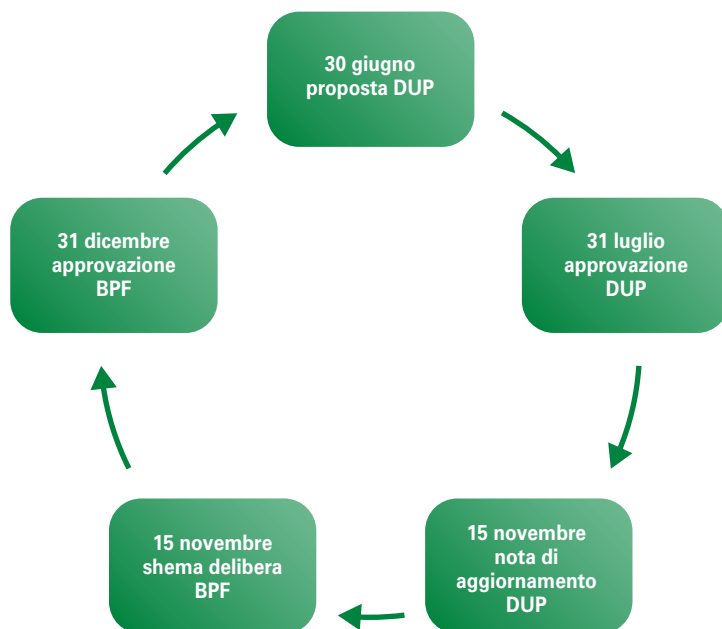 30 giugno
proposta DUP
31 luglio
approvazione
DUP
15 novembre
nota di
aggiornamento
DUP
15 novembre
shema delibera
BPF
31 dicembre
approvazione
BPF